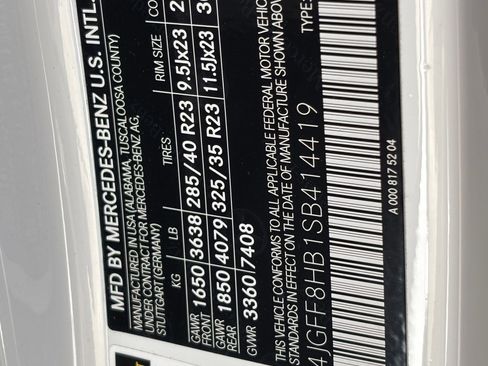 MFD BY MERCEDES-BENZ U.S. INTL.
MANUFACTURED IN USA (ALABAMA, TUSCALOOSA COUNTY)
UNDER CONTRACT FOR MERCEDES-BENZ AG,
STUTTGART (GERMANY)
KG LB TIRES RIM SIZE
GAWR FRONT 1650 3638 285/40 R23 9.5Jx23
GAWR REAR 1850 4079 325/35 R23 11.5Jx23
GVWR 3360/7408
THIS VEHICLE CONFORMS TO ALL APPLICABLE FEDERAL MOTOR VEHIC
STANDARDS IN EFFECT ON THE DATE OF MANUFACTURE SHOWN ABOVE
4JGFF8HB1SB414419
A 000 817 52 04